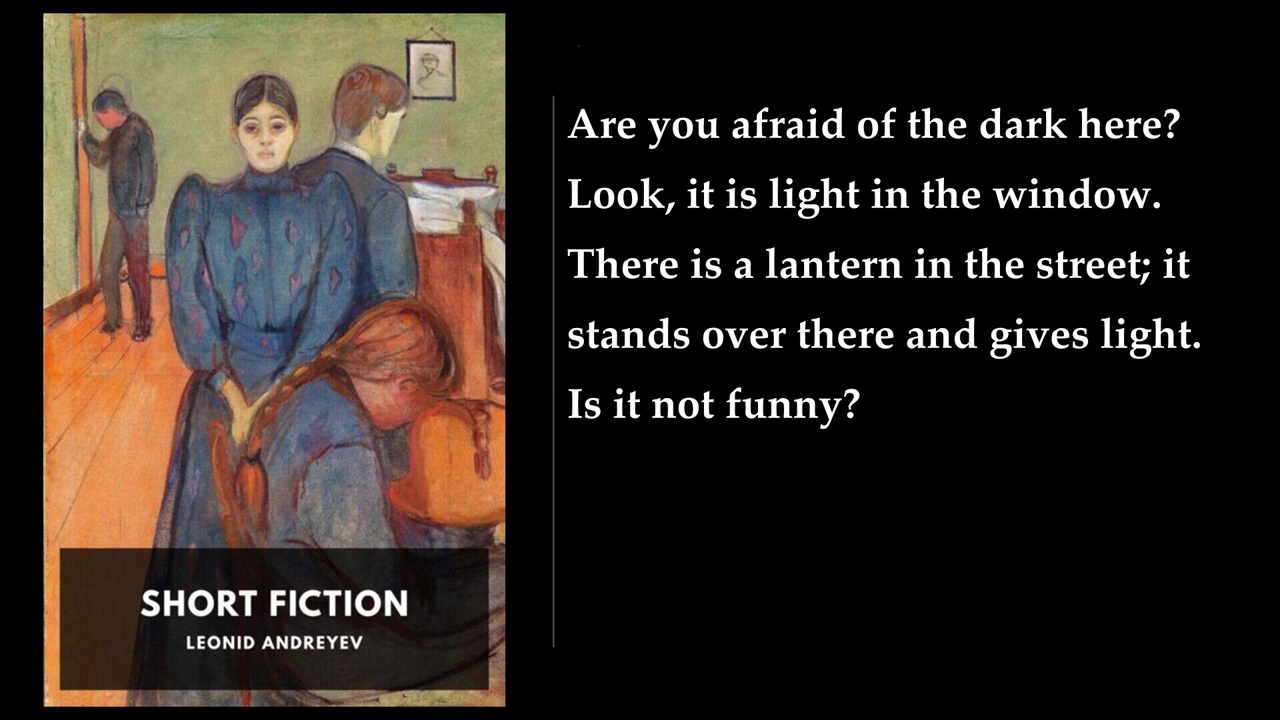 Are you afraid of the dark here?
Look, it is light in the window.
There is a lantern in the street; it
stands over there and gives light.
Is it not funny?
SHORT FICTION
LEONID ANDREYEV